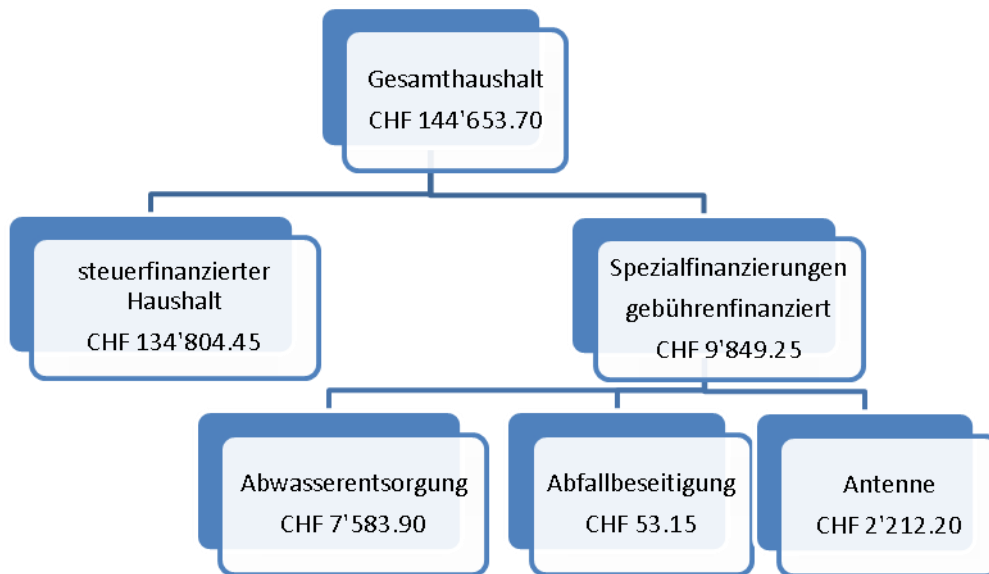 Gesamthaushalt
CHF 144'653.70
steuerfinanzierter
Haushalt
CHF 134'804.45
Spezialfinanzierungen
gebührenfinanziert
CHF 9'849.25
Abwasserentsorgung
CHF 7'583.90
Abfallbeseitigung
CHF 53.15
Antenne
CHF 2'212.20